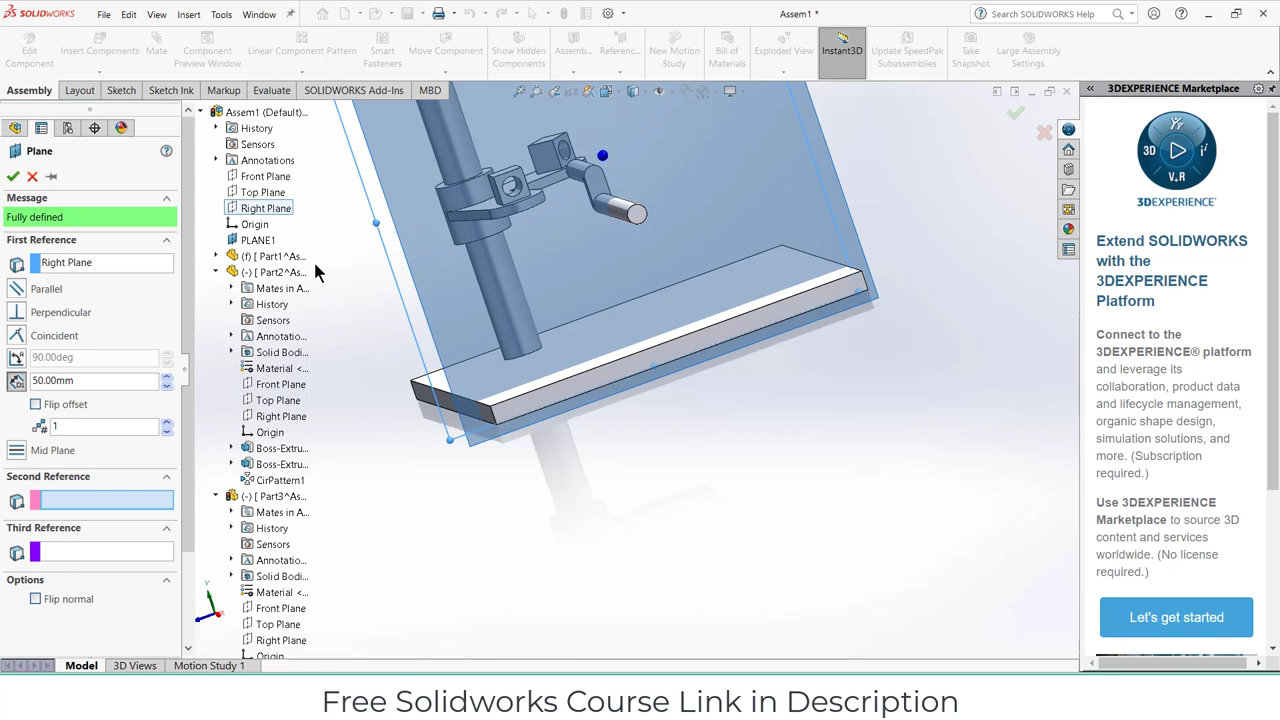 SOLIDWORKS
File
Edit
View
Insert
Tools
Window
Assem1 *
Search SOLIDWORKS Help
Edit
Component
Insert Components
Mate
Component
Preview Window
Linear Component Pattern
Smart
Fasteners
Move Component
Show Hidden
Components
Assemb...
Referenc...
New Motion
Study
Bill of
Materials
Exploded View
Instant3D
Update SpeedPak
Subassemblies
Take
Snapshot
Large Assembly
Settings
Assembly
Layout
Sketch
Sketch Ink
Markup
Evaluate
SOLIDWORKS Add-Ins
MBD
3DEXPERIENCE Marketplace
Plane
Message
Fully defined
First Reference
Right Plane
Parallel
Perpendicular
Coincident
90.00deg
50.00mm
Flip offset
1
Mid Plane
Second Reference
Third Reference
Options
Flip normal
Assem1 (Default)...
History
Sensors
Annotations
Front Plane
Top Plane
Right Plane
Origin
PLANE1
(f) [ Part1^As...
(-) [ Part2^As...
Mates in A...
History
Sensors
Annotatio...
Solid Bodi...
Material <...
Front Plane
Top Plane
Right Plane
Origin
Boss-Extru...
Boss-Extru...
CirPattern1
(-) [ Part3^As...
Mates in A...
History
Sensors
Annotatio...
Solid Bodi...
Material <...
Front Plane
Top Plane
Right Plane
Origin
Y
X
3D
V.R
3DEXPERIENCE
Extend SOLIDWORKS
with the
3DEXPERIENCE
Platform
Connect to the
3DEXPERIENCE® platform
and leverage its
collaboration, product data
and lifecycle management,
organic shape design,
simulation solutions, and
more. (Subscription
required.)
Use 3DEXPERIENCE
Marketplace to source 3D
content and services
worldwide. (No license
required.)
Let's get started
Model
3D Views
Motion Study 1
Free Solidworks Course Link in Description